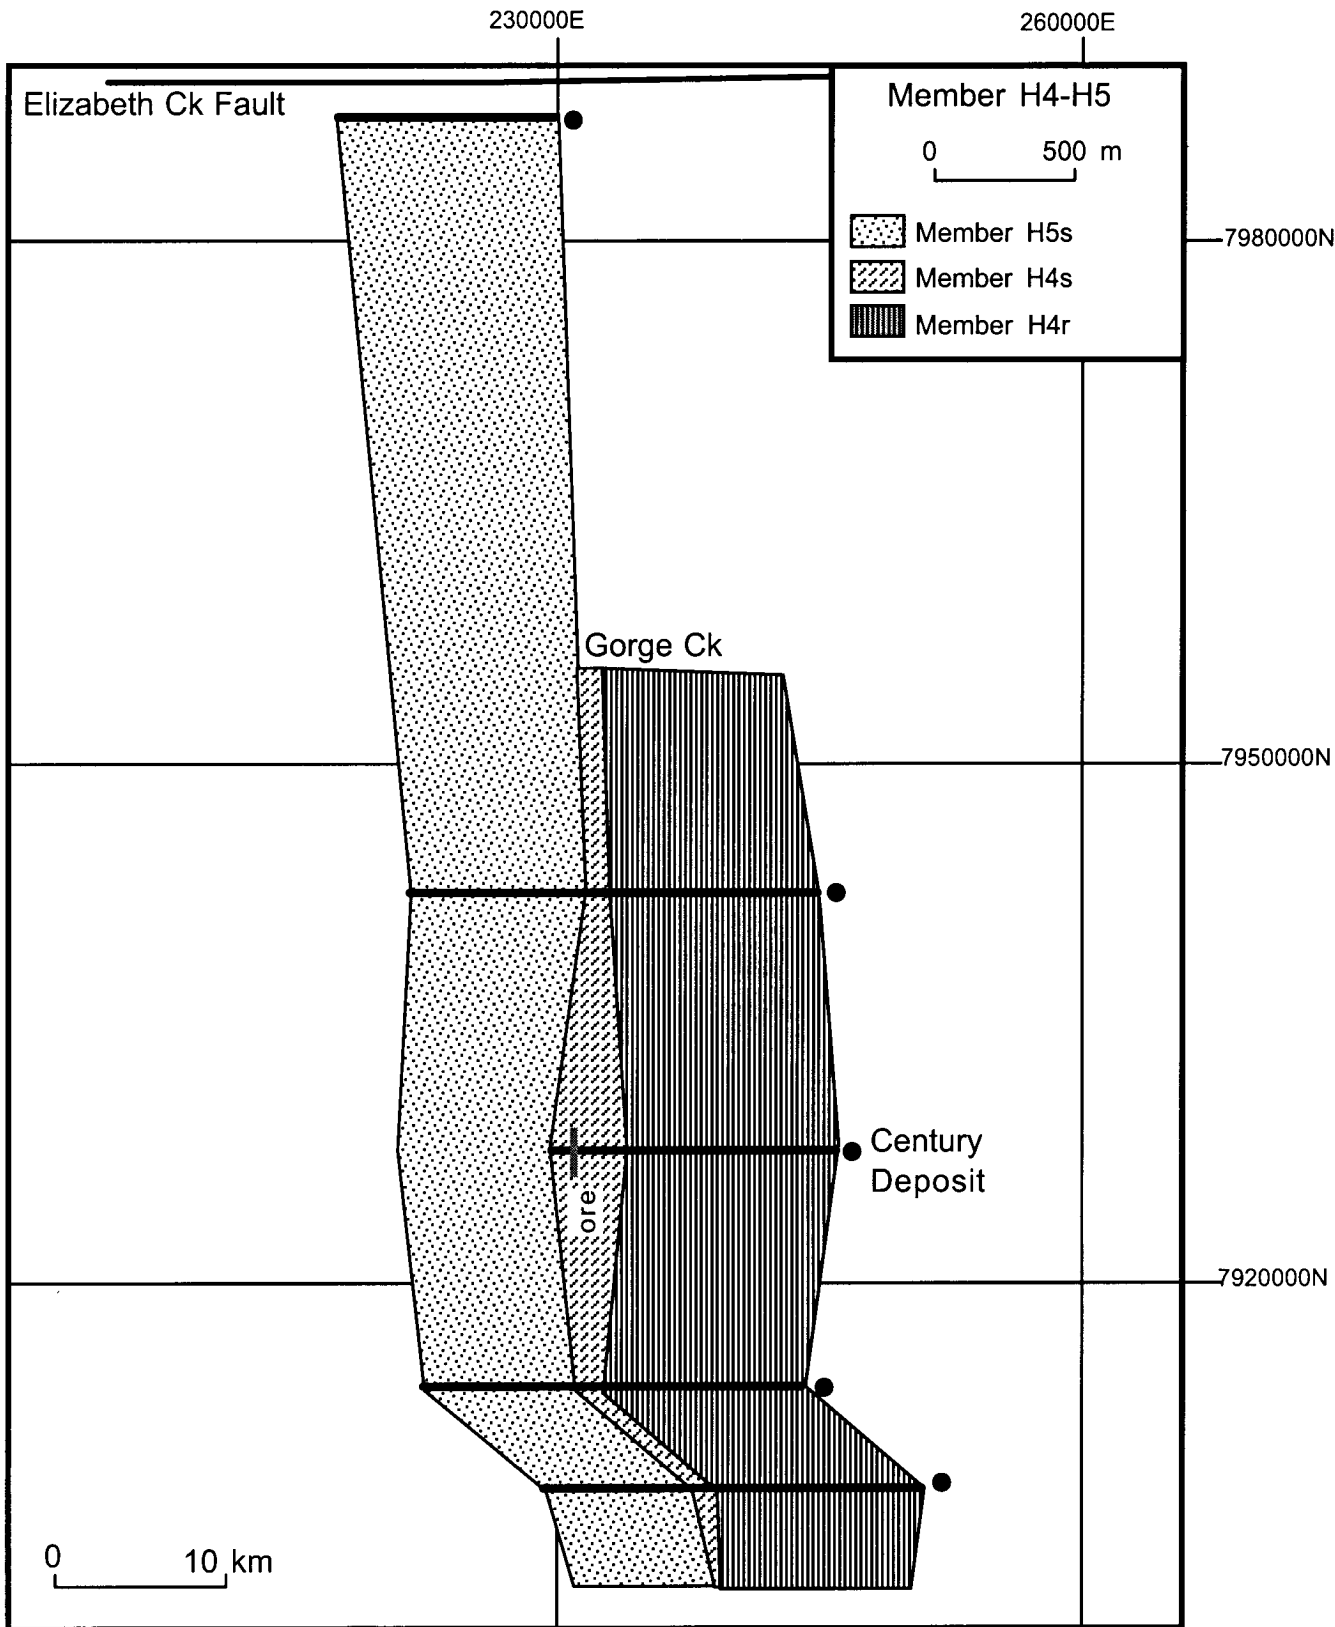 230000E
260000E
Elizabeth Ck Fault
Member H4-H5
0 500 m
Member H5s
Member H4s
Member H4r
7980000N
Gorge Ck
7950000N
Century
Deposit
ore
7920000N
0 10 km